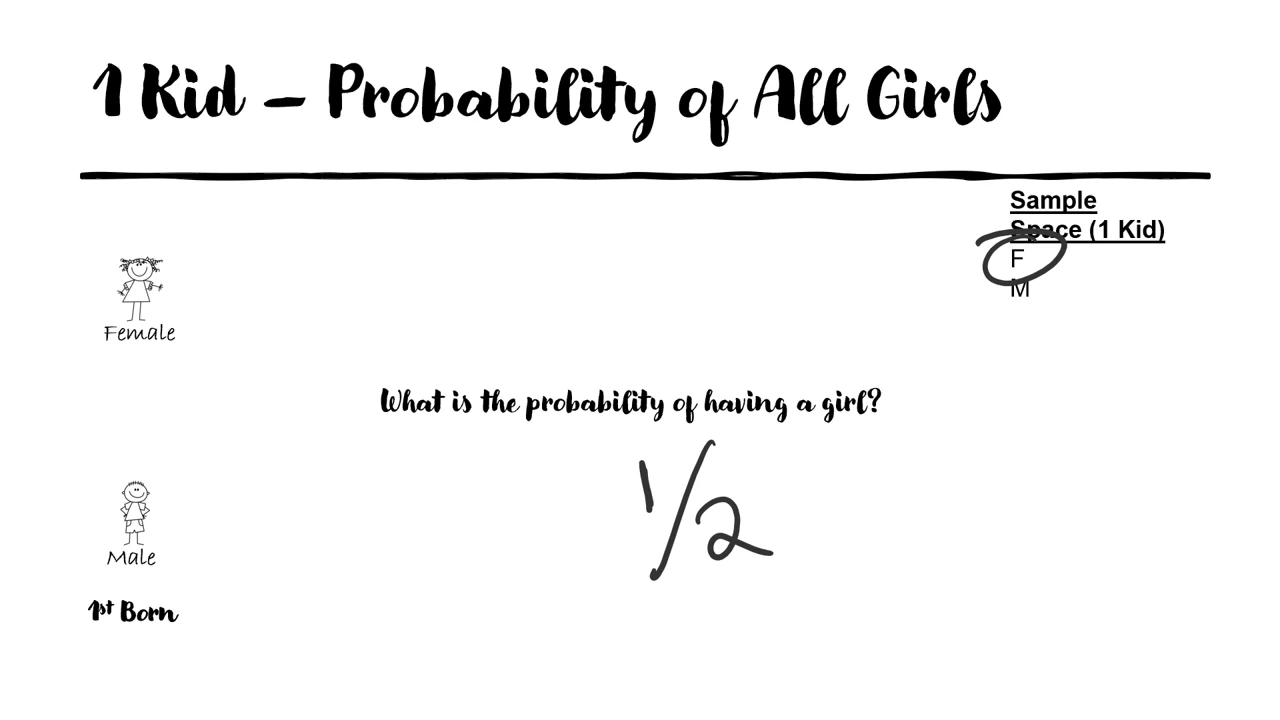 1 Kid – Probability of All Girls
Sample
Space (1 Kid)
F
M
Female
What is the probability of having a girl?
1/2
Male
1st Born